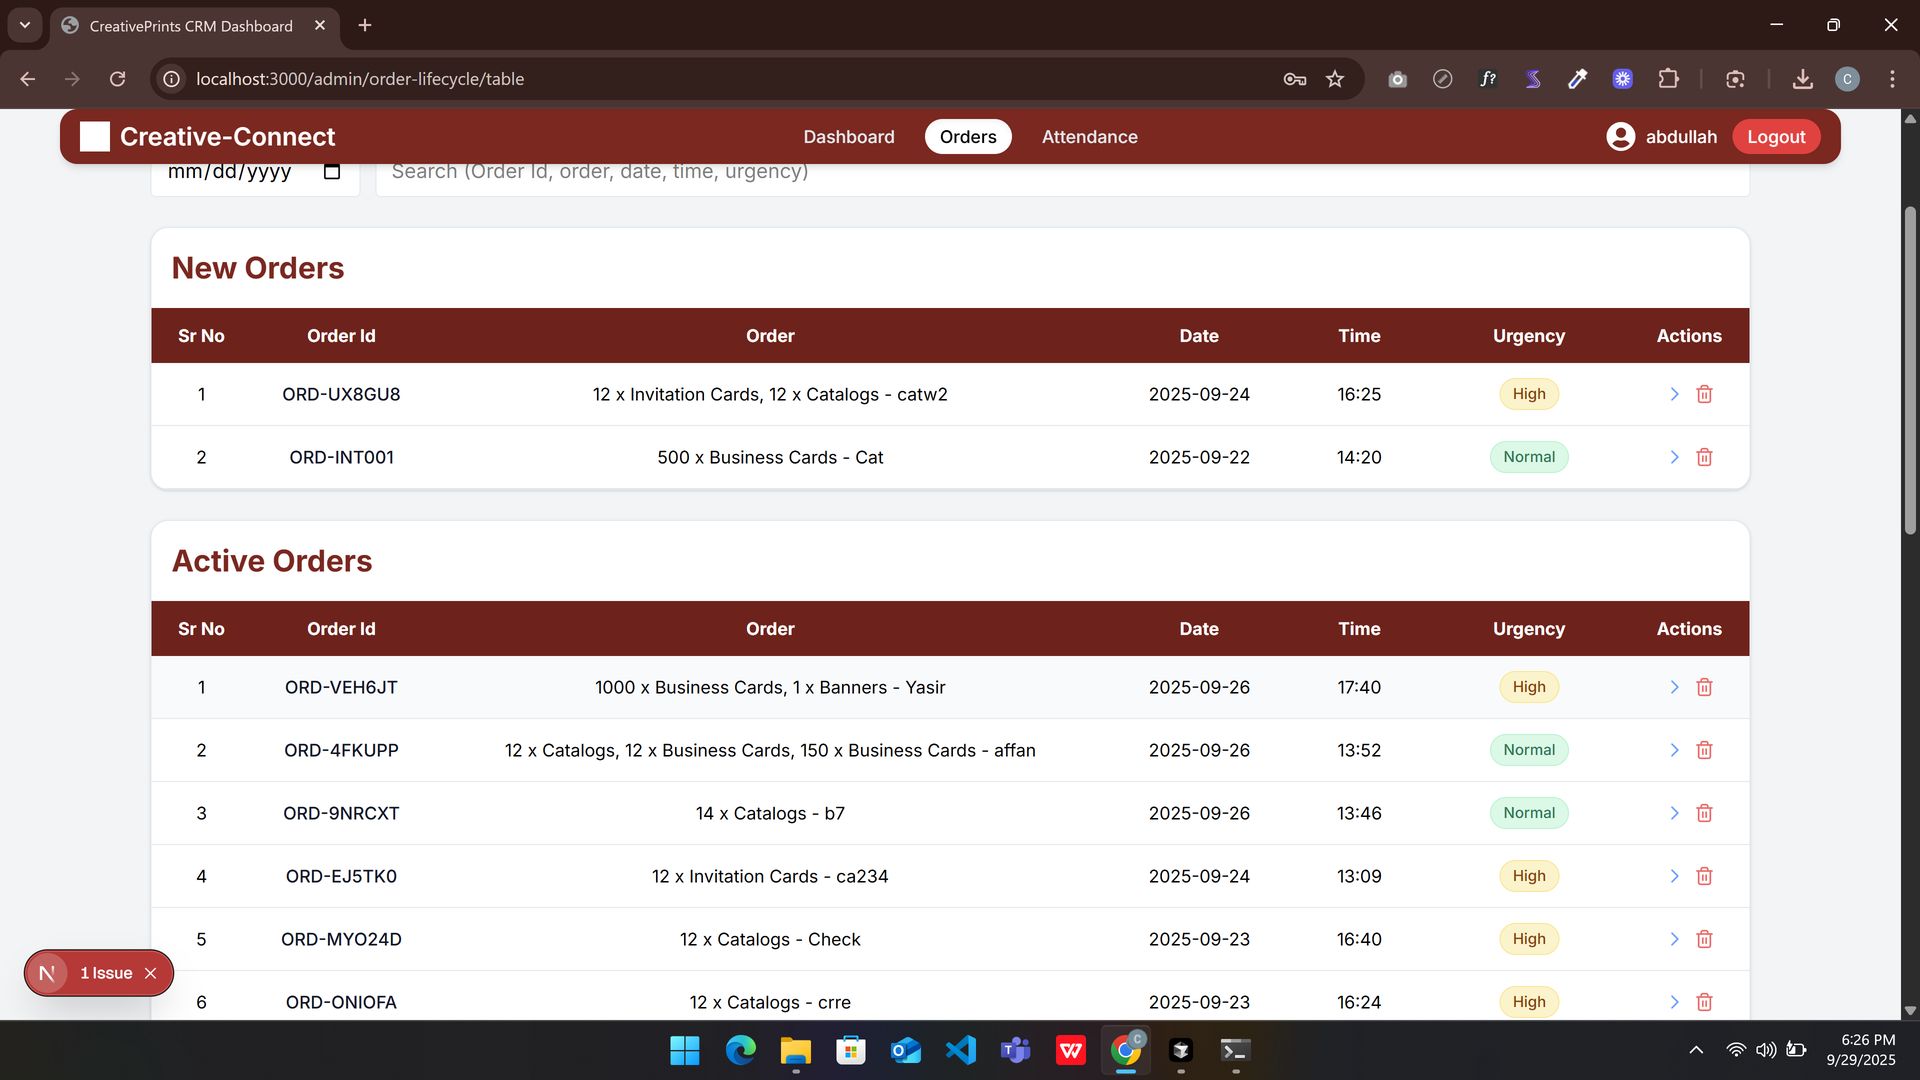 CreativePrints CRM Dashboard
localhost:3000/admin/order-lifecycle/table
f?
C
Creative-Connect
Dashboard
Orders
Attendance
abdullah
Logout
mm/dd/yyyy
Search (Order Id, order, date, time, urgency)
New Orders
Sr No Order Id Order Date Time Urgency Actions
1 ORD-UX8GU8 12 x Invitation Cards, 12 x Catalogs - catw2 2025-09-24 16:25 High
2 ORD-INT001 500 x Business Cards - Cat 2025-09-22 14:20 Normal
Active Orders
Sr No Order Id Order Date Time Urgency Actions
1 ORD-VEH6JT 1000 x Business Cards, 1 x Banners - Yasir 2025-09-26 17:40 High
2 ORD-4FKUPP 12 x Catalogs, 12 x Business Cards, 150 x Business Cards - affan 2025-09-26 13:52 Normal
3 ORD-9NRCXT 14 x Catalogs - b7 2025-09-26 13:46 Normal
4 ORD-EJ5TK0 12 x Invitation Cards - ca234 2025-09-24 13:09 High
5 ORD-MYO24D 12 x Catalogs - Check 2025-09-23 16:40 High
6 ORD-ONIOFA 12 x Catalogs - crre 2025-09-23 16:24 High
N 1 Issue
C
6:26 PM
9/29/2025